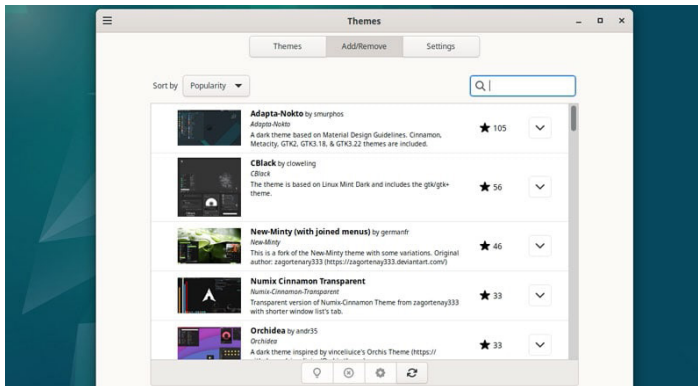 Themes
Themes Add/Remove Settings
Sort by Popularity
Adapta-Nokto by smurphos
Adapta-Nokto
A dark theme based on Material Design Guidelines. Cinnamon,
Metacity, GTK2, GTK3.18, & GTK3.22 themes are included.
105
CBlack by cloweling
CBlack
The theme is based on Linux Mint Dark and includes the gtk/gtk+
theme.
56
New-Minty (with joined menus) by germanfr
New-Minty
This is a fork of the New-Minty theme with some variations. Original
author: zagortenary333 (https://zagortenay333.deviantart.com/)
46
Numix Cinnamon Transparent
Numix-Cinnamon-Transparent
Transparent version of Numix-Cinnamon Theme from zagortenay333
with shorter window list's tab.
33
Orchidea by andr35
Orchidea
A dark theme inspired by vinceliuice's Orchis Theme (https://
33